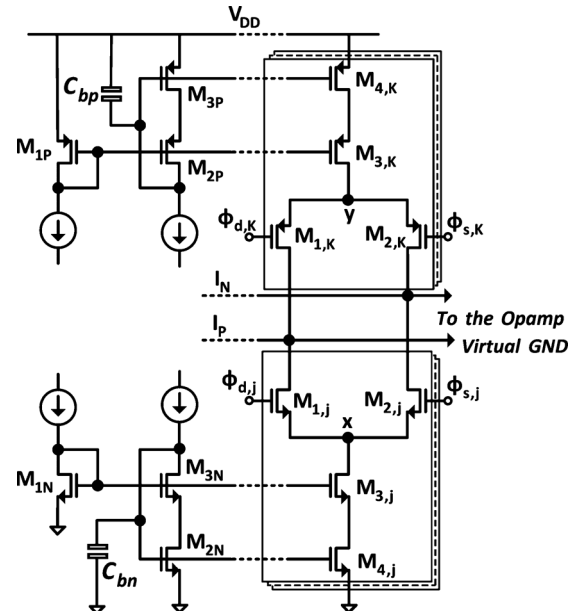 V_DD
C_bp
M_3P
M_4,K
M_1P
M_2P
M_3,K
y
Φ_d,K
Φ_s,K
M_1,K
M_2,K
I_N
To the Opamp
Virtual GND
I_P
Φ_d,j
Φ_s,j
M_1,j
M_2,j
x
M_1N
M_3N
M_3,j
C_bn
M_2N
M_4,j